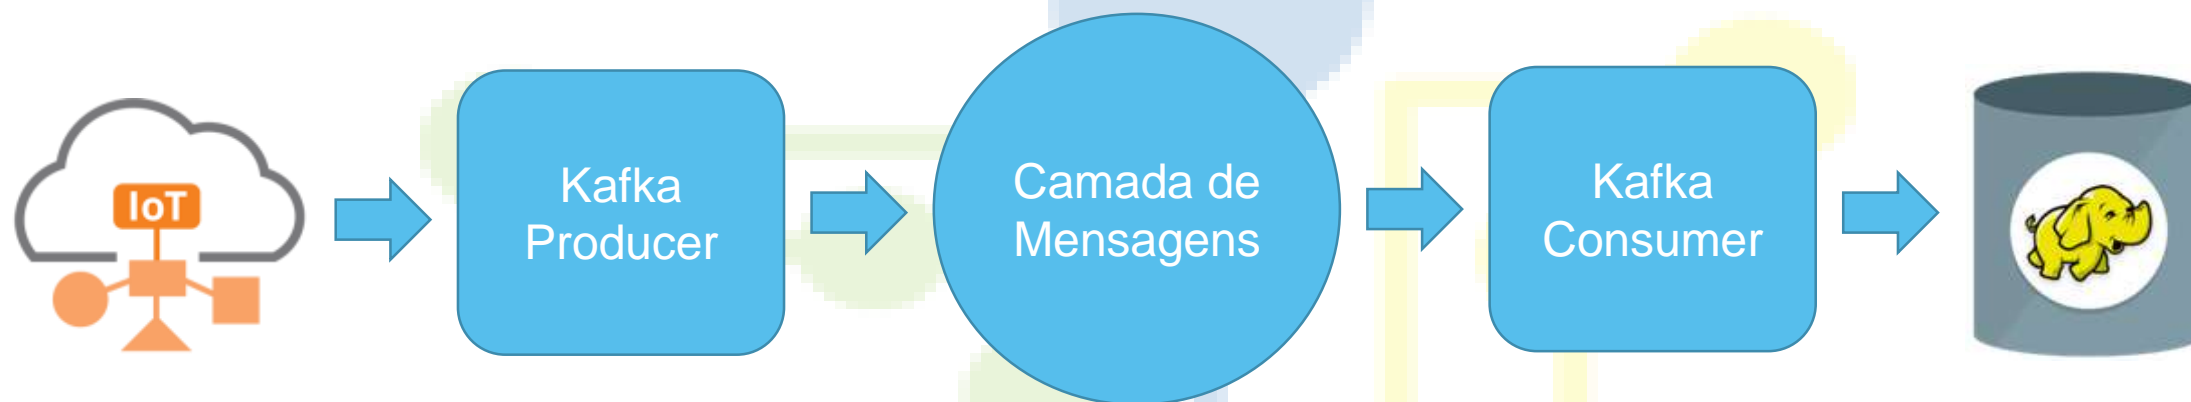 IoT
Kafka
Producer
Camada de
Mensagens
Kafka
Consumer